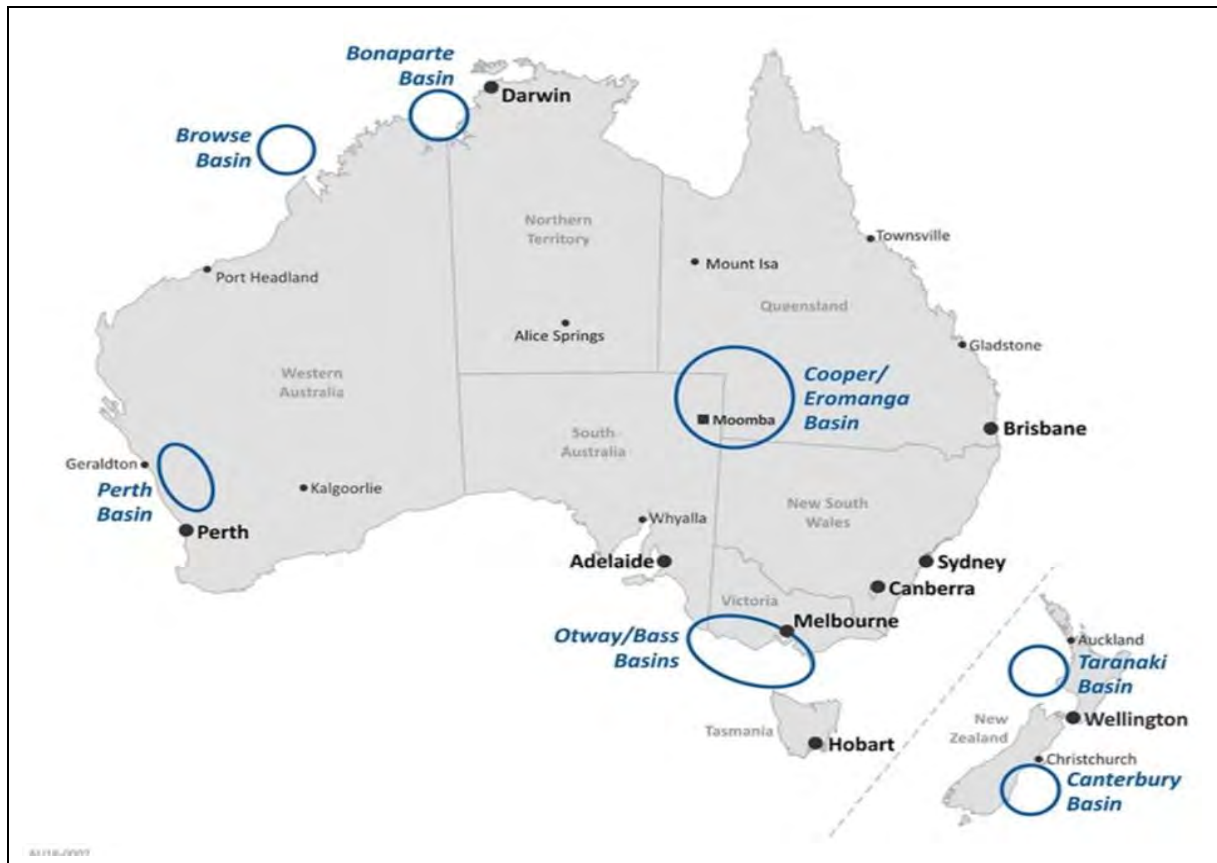 Bonaparte
Basin
Darwin
Browse
Basin
Northern
Territory
Townsville
Mount Isa
Port Headland
Queensland
Alice Springs
Gladstone
Western
Australia
Cooper/
Eromanga
Basin
Moomba
Brisbane
South
Australia
Geraldton
Kalgoorlie
Perth
Basin
New South
Wales
Whyalla
Perth
Adelaide
Sydney
Canberra
Victoria
Melbourne
Otway/Bass
Basins
Auckland
Taranaki
Basin
Tasmania
Hobart
New
Zealand
Wellington
Christchurch
Canterbury
Basin